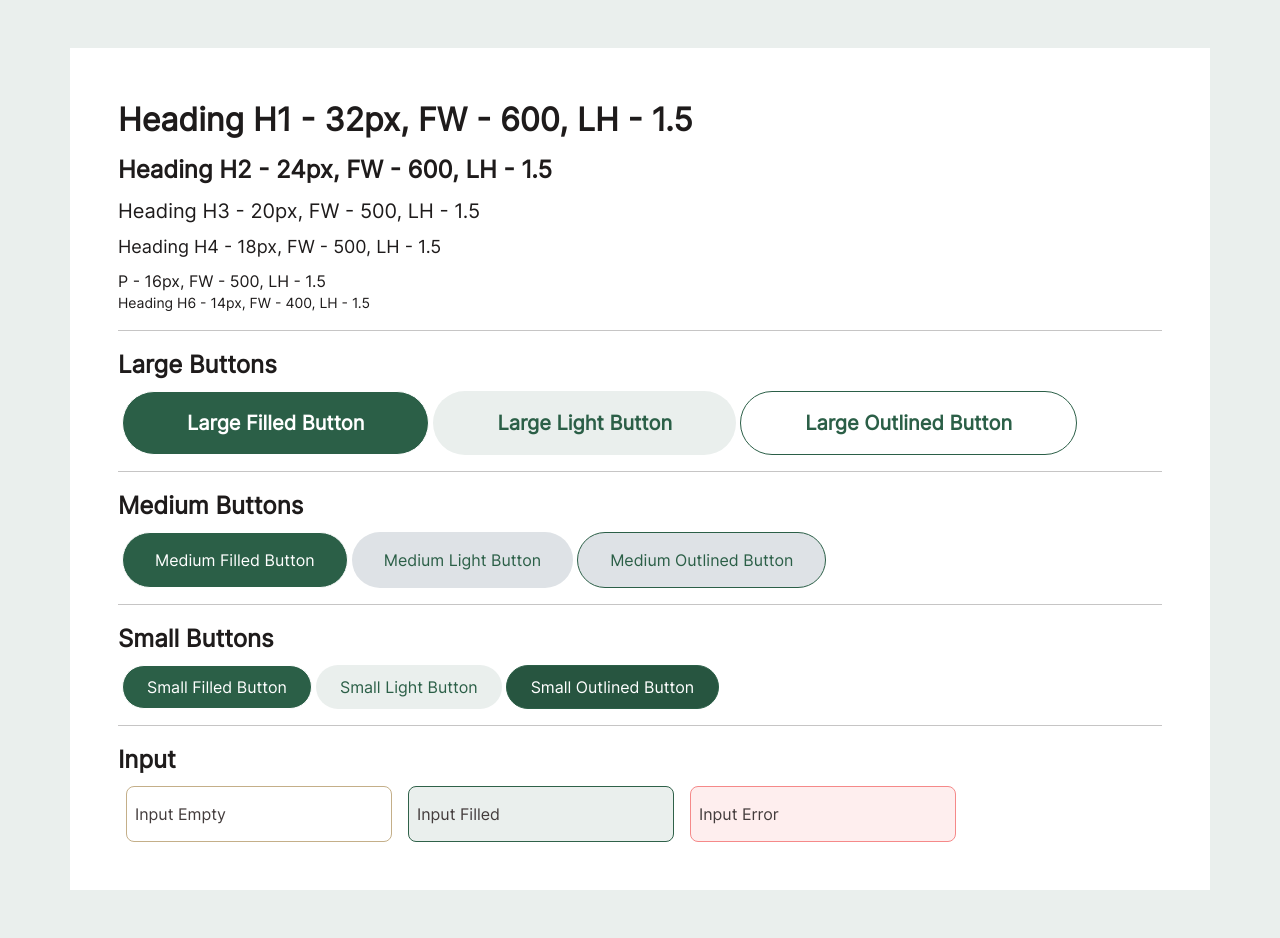 Heading H1 - 32px, FW - 600, LH - 1.5
Heading H2 - 24px, FW - 600, LH - 1.5
Heading H3 - 20px, FW - 500, LH - 1.5
Heading H4 - 18px, FW - 500, LH - 1.5
P - 16px, FW - 500, LH - 1.5
Heading H6 - 14px, FW - 400, LH - 1.5
Large Buttons
Large Filled Button Large Light Button Large Outlined Button
Medium Buttons
Medium Filled Button Medium Light Button Medium Outlined Button
Small Buttons
Small Filled Button Small Light Button Small Outlined Button
Input
Input Empty Input Filled Input Error